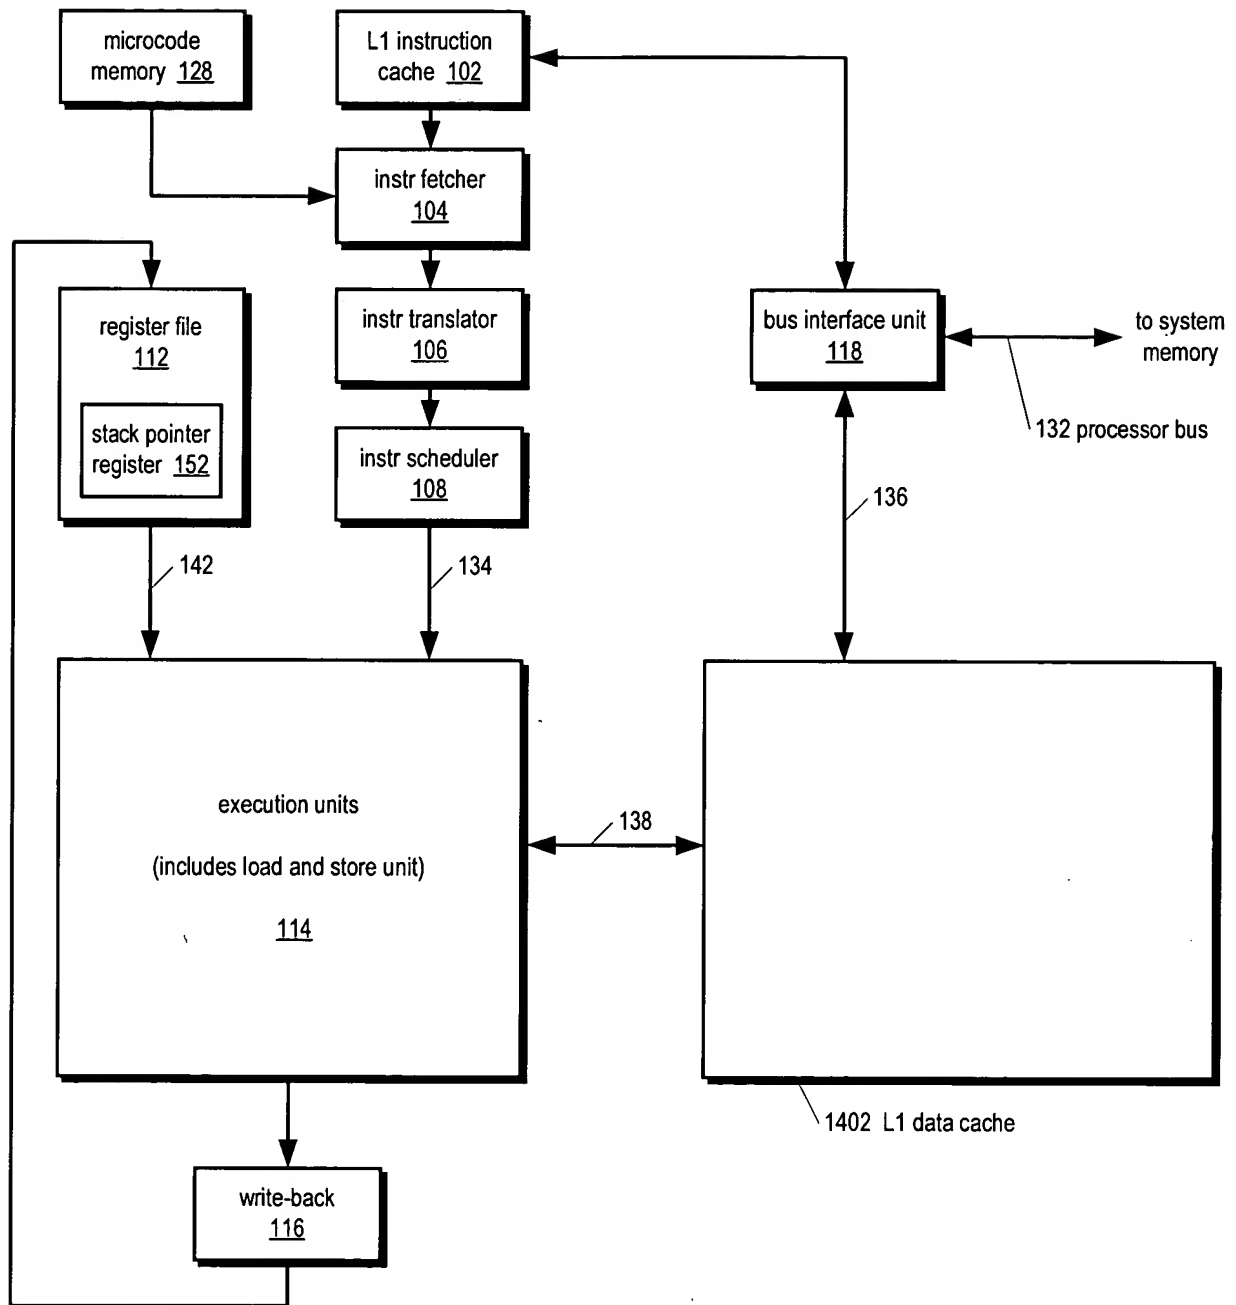 microcode
memory 128
L1 instruction
cache 102
instr fetcher
104
register file
112
stack pointer
register 152
instr translator
106
instr scheduler
108
bus interface unit
118
to system
memory
132 processor bus
136
142
134
execution units
(includes load and store unit)
114
138
1402 L1 data cache
write-back
116